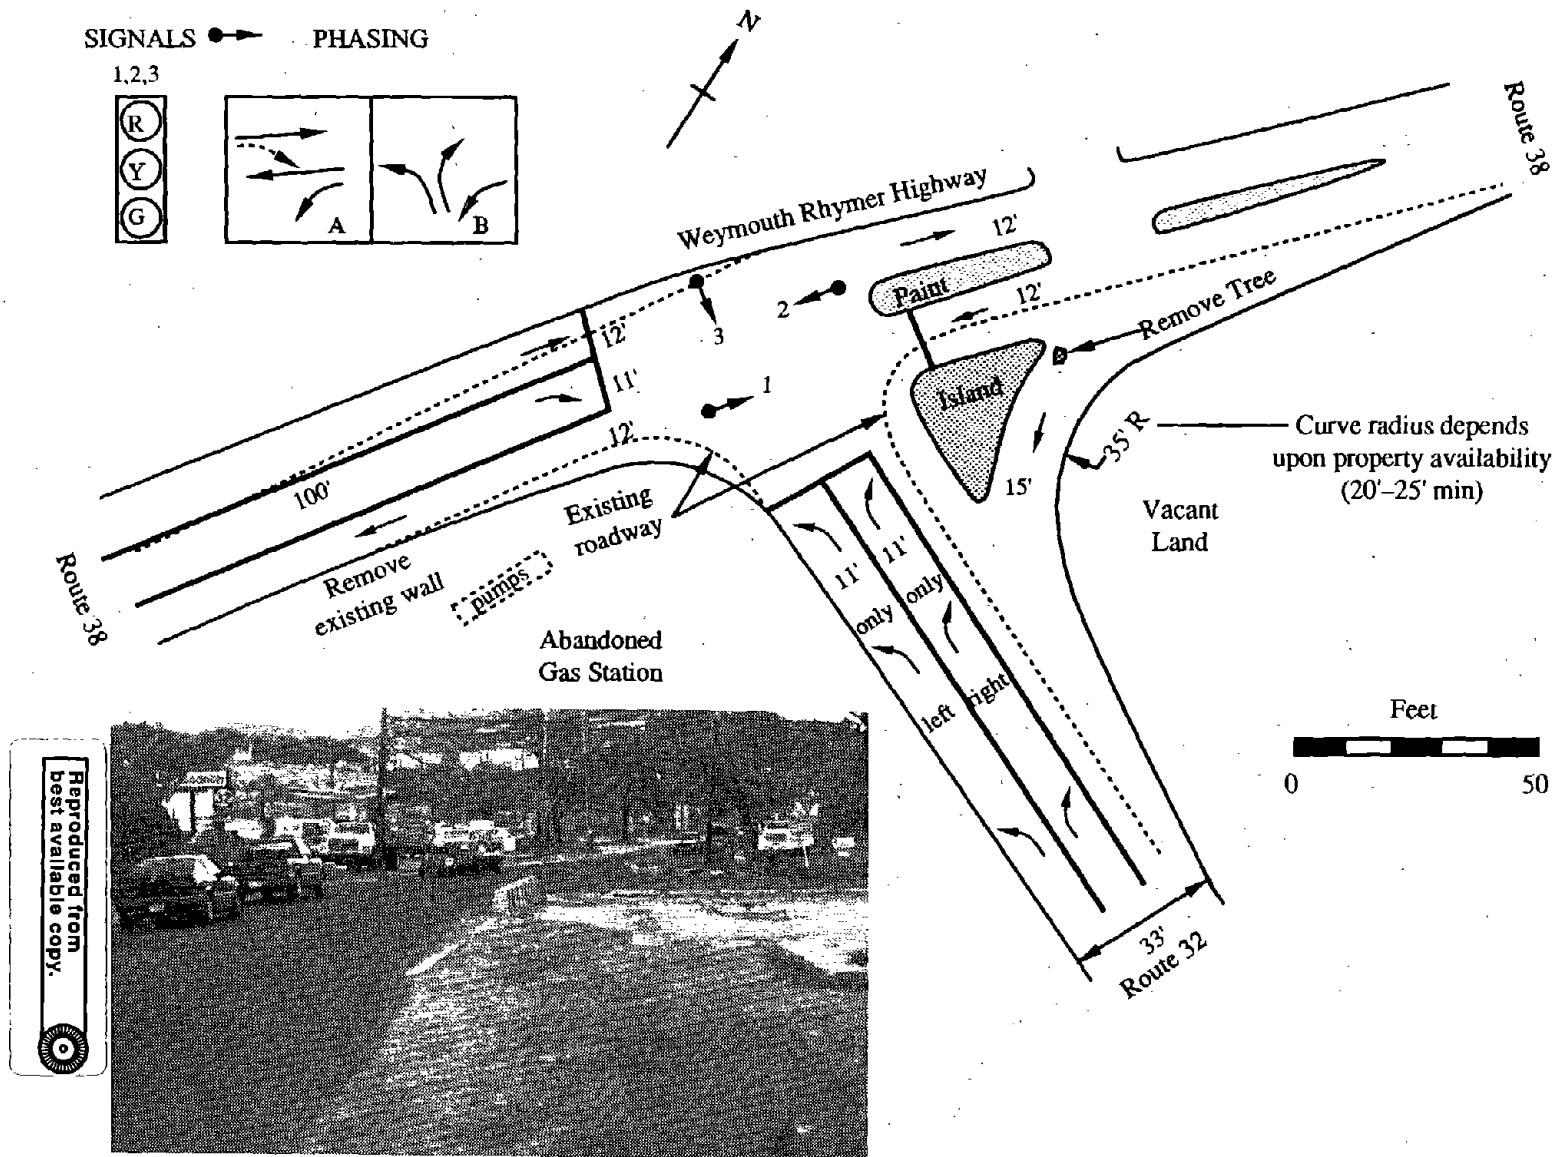 SIGNALS PHASING
1,2,3
R
Y
G
A
B
N
Route 38
Weymouth Rhymer Highway
12'
2
3
Paint
12'
Remove Tree
12'
11'
1
Island
12'
35' R
Curve radius depends
upon property availability
(20'–25' min)
15'
100'
Existing
roadway
Vacant
Land
Route 38
Remove
existing wall
pumps
11'
11'
only
only
Abandoned
Gas Station
left
right
Feet
0
50
33'
Route 32
Reproduced from
best available copy.